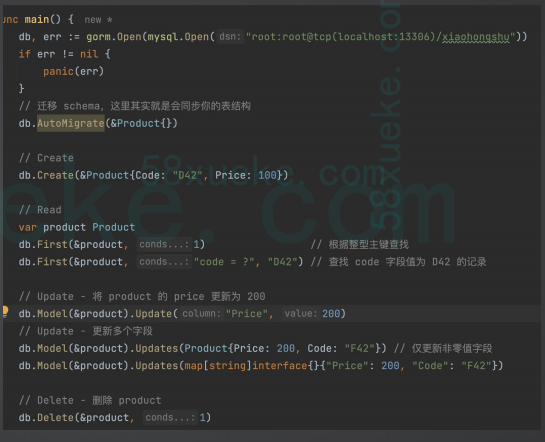 unc main() {  new *
db, err := gorm.Open(mysql.Open( dsn: "root:root@tcp(localhost:13306)/xiaohongshu"))
if err != nil {
panic(err)
}
// 迁移 schema，这里其实就是会同步你的表结构
db.AutoMigrate(&Product{})
// Create
db.Create(&Product{Code: "D42", Price: 100})
// Read
var product Product
db.First(&product, conds...: 1) // 根据整型主键查找
db.First(&product, conds...: "code = ?", "D42") // 查找 code 字段值为 D42 的记录
// Update - 将 product 的 price 更新为 200
db.Model(&product).Update( column: "Price", value: 200)
// Update - 更新多个字段
db.Model(&product).Updates(Product{Price: 200, Code: "F42"}) // 仅更新非零值字段
db.Model(&product).Updates(map[string]interface{}{"Price": 200, "Code": "F42"})
// Delete - 删除 product
db.Delete(&product, conds...: 1)
58xueke.com
58xueke.com
eke.com